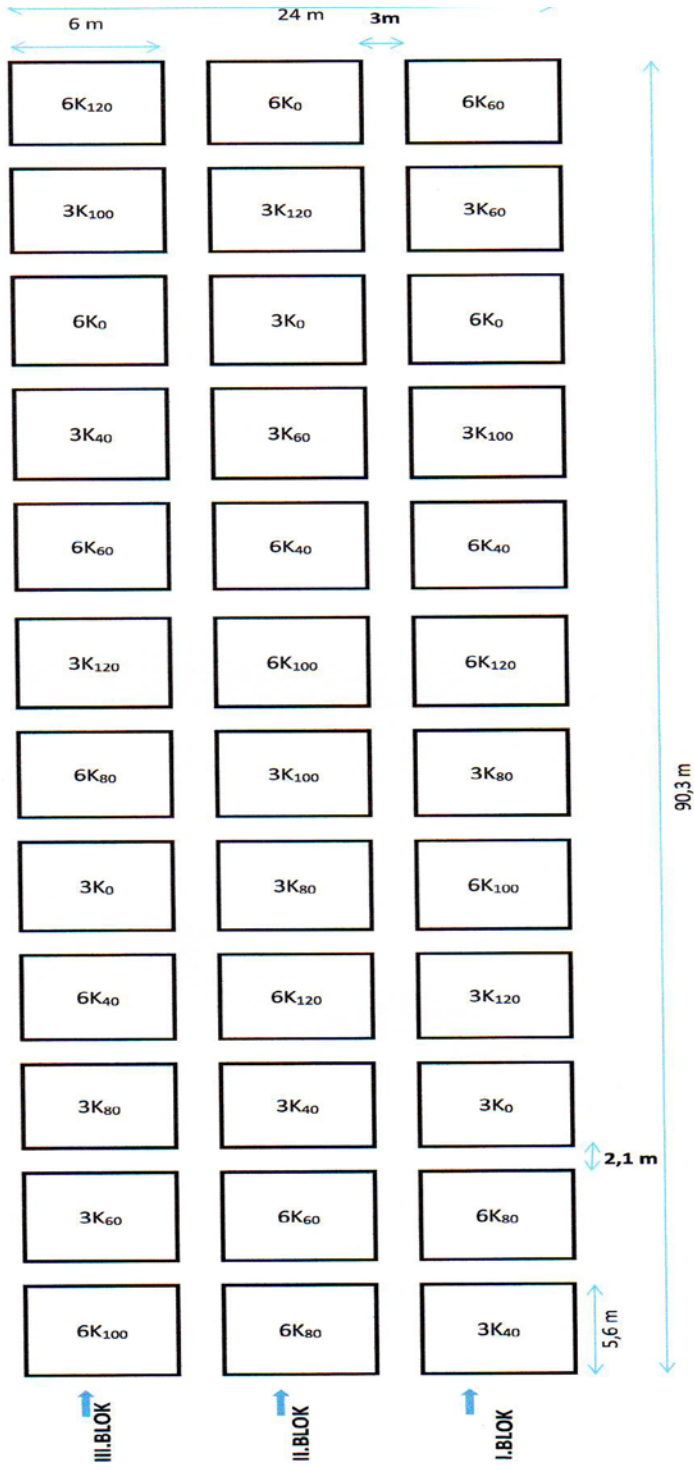 24 m
6 m
3m
6K₁₂₀ 6K₀ 6K₆₀
3K₁₀₀ 3K₁₂₀ 3K₆₀
6K₀ 3K₀ 6K₀
3K₄₀ 3K₆₀ 3K₁₀₀
6K₆₀ 6K₄₀ 6K₄₀
3K₁₂₀ 6K₁₀₀ 6K₁₂₀
6K₈₀ 3K₁₀₀ 3K₈₀
90,3 m
3K₀ 3K₈₀ 6K₁₀₀
6K₄₀ 6K₁₂₀ 3K₁₂₀
3K₈₀ 3K₄₀ 3K₀
2,1 m
3K₆₀ 6K₆₀ 6K₈₀
6K₁₀₀ 6K₈₀ 3K₄₀
5,6 m
III.BLOK II.BLOK I.BLOK